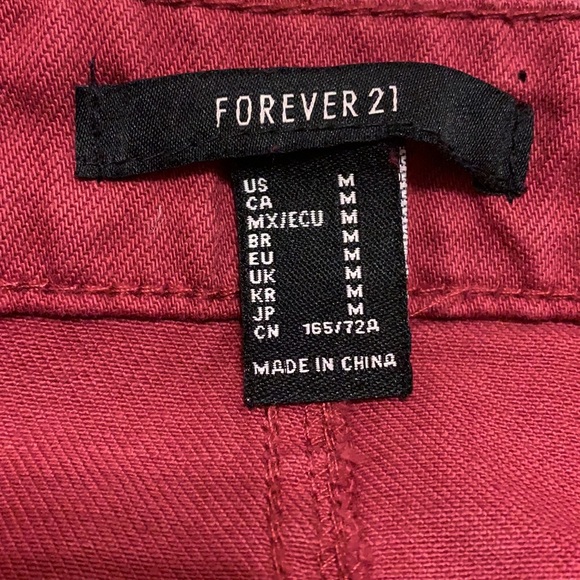 FOREVER 21
US M
CA M
MX/ECU M
BR M
EU M
UK M
KR M
JP M
CN 165/72A
MADE IN CHINA